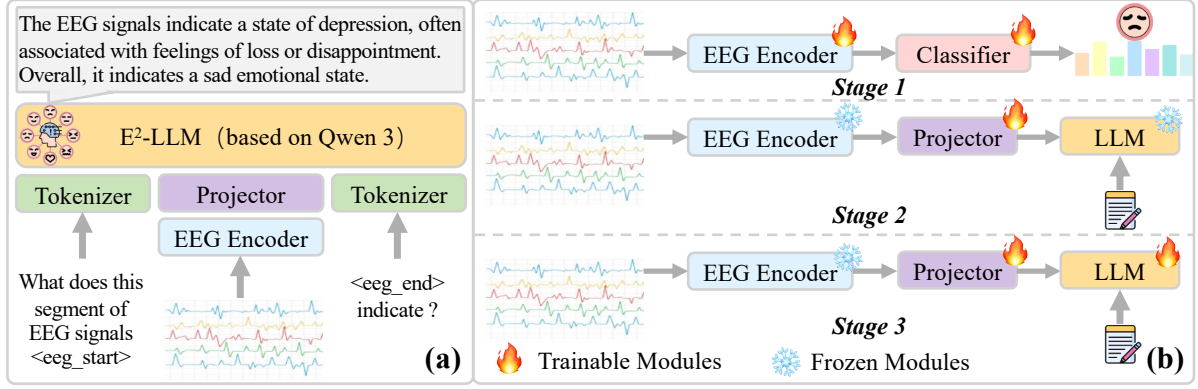 The EEG signals indicate a state of depression, often
associated with feelings of loss or disappointment.
Overall, it indicates a sad emotional state.
E²-LLM（based on Qwen 3）
Tokenizer
Projector
Tokenizer
EEG Encoder
What does this
segment of
EEG signals
<eeg_start>
<eeg_end>
indicate ?
(a)
EEG Encoder
Classifier
Stage 1
EEG Encoder
Projector
LLM
Stage 2
EEG Encoder
Projector
LLM
Stage 3
Trainable Modules
Frozen Modules
(b)